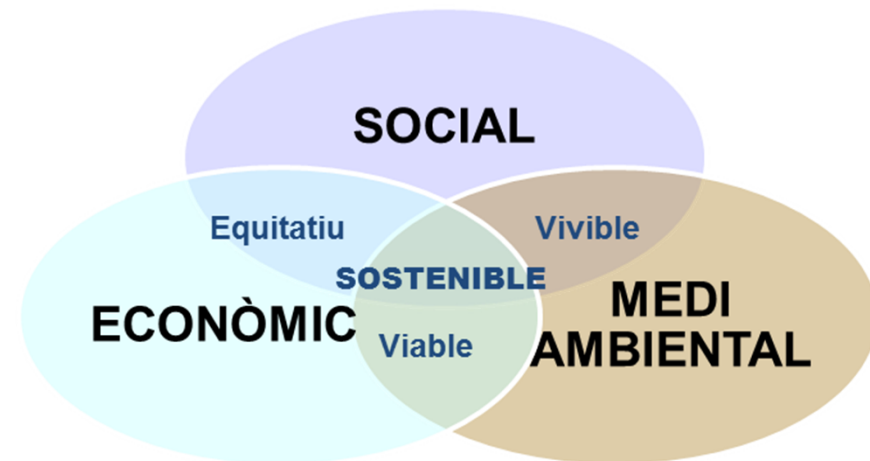 SOCIAL
Equitatiu
Vivible
SOSTENIBLE
ECONÒMIC
MEDI
AMBIENTAL
Viable